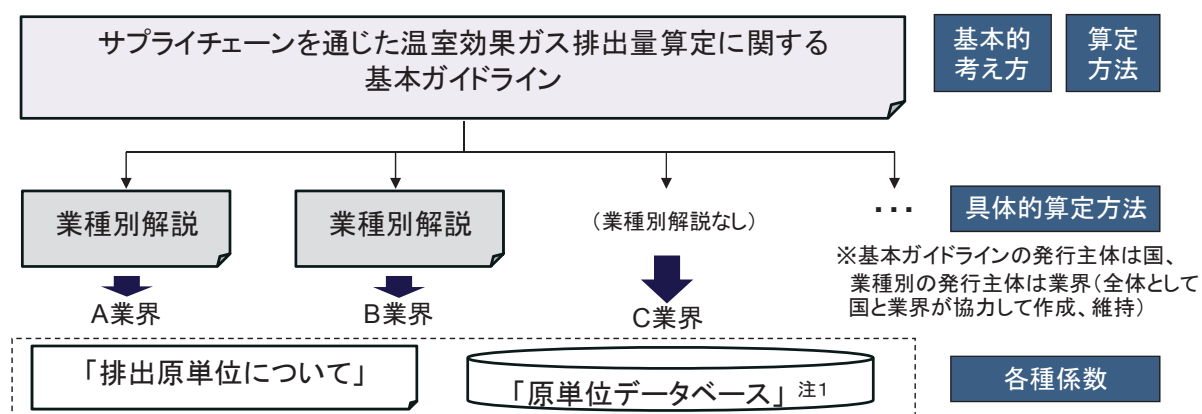 サプライチェーンを通じた温室効果ガス排出量算定に関する
基本ガイドライン
基本的
考え方
算定
方法
業種別解説
業種別解説
（業種別解説なし）
・・・
具体的算定方法
※基本ガイドラインの発行主体は国、
業種別の発行主体は業界（全体として
国と業界が協力して作成、維持）
A業界
B業界
C業界
「排出原単位について」
「原単位データベース」 注1
各種係数